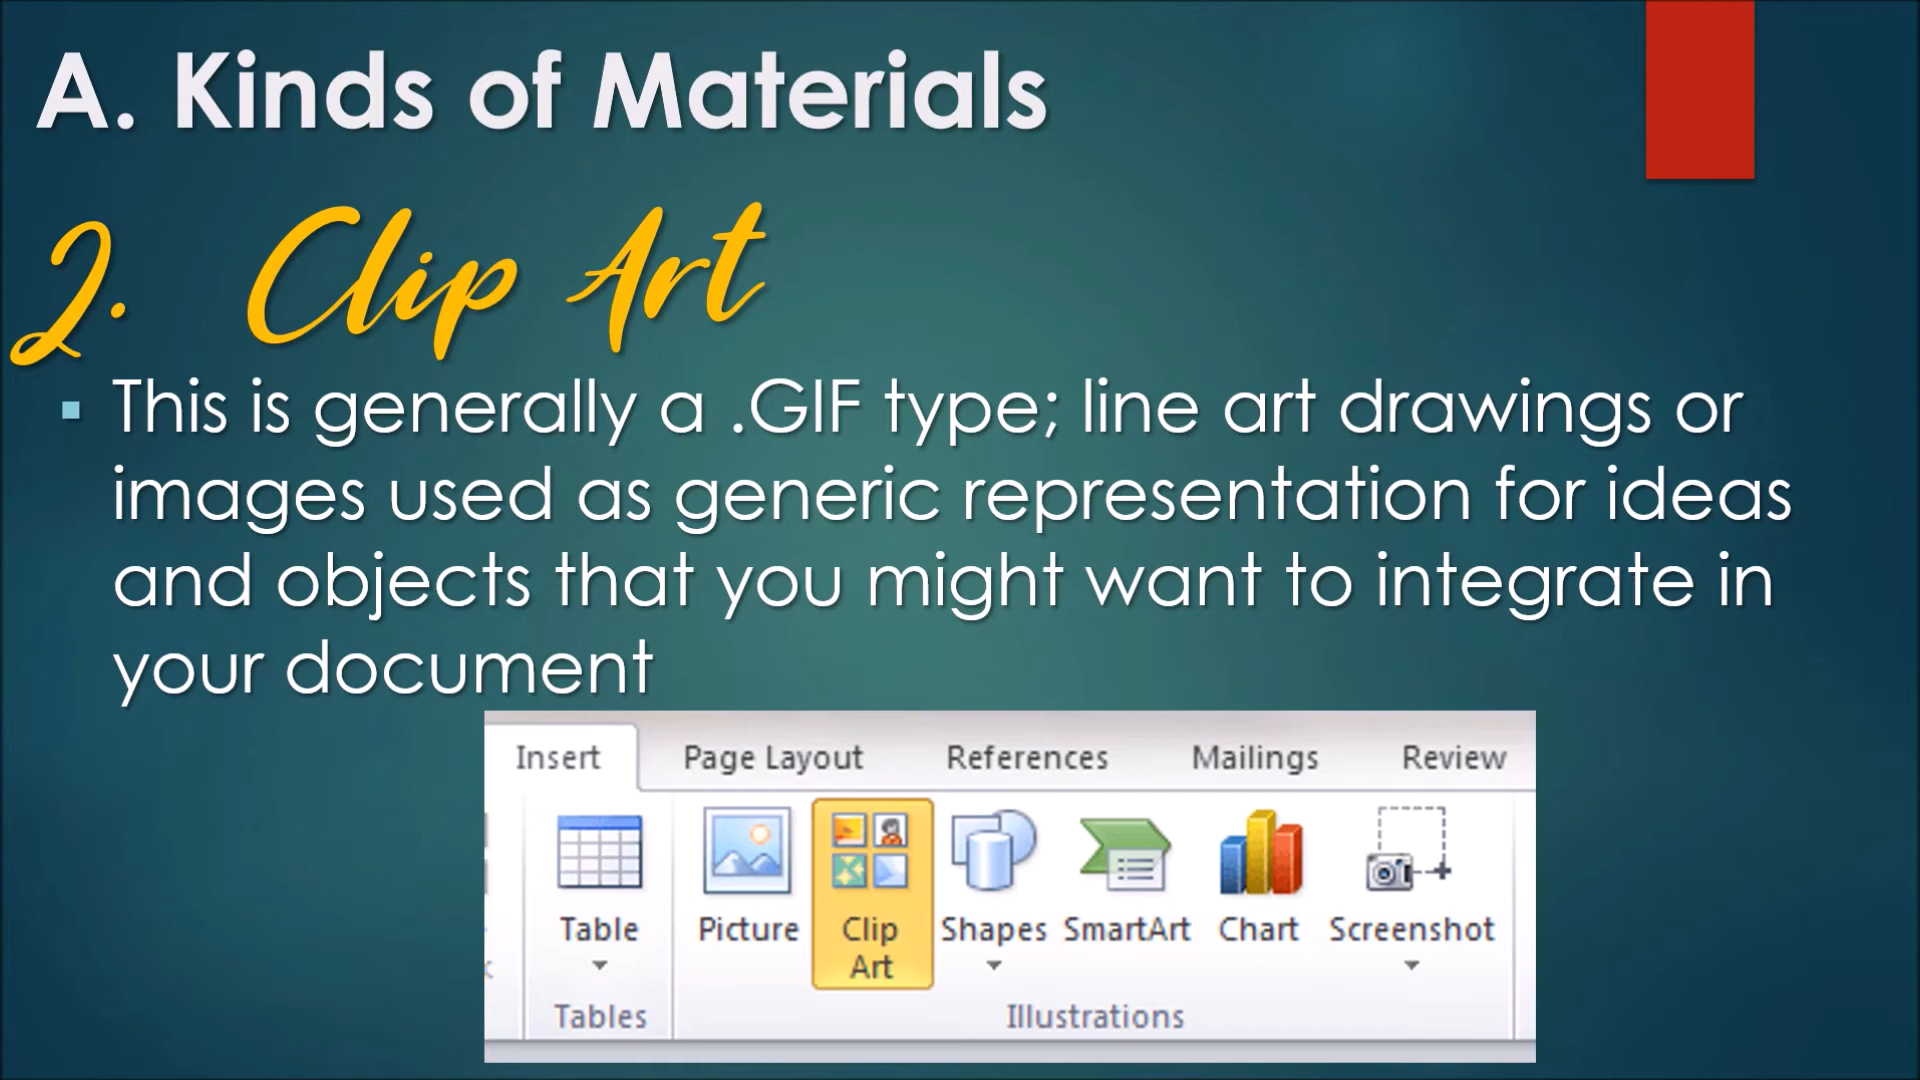 A. Kinds of Materials
2. Clip Art
▪ This is generally a .GIF type; line art drawings or
images used as generic representation for ideas
and objects that you might want to integrate in
your document
Insert Page Layout References Mailings Review
Table Picture Clip Art Shapes SmartArt Chart Screenshot
Tables Illustrations